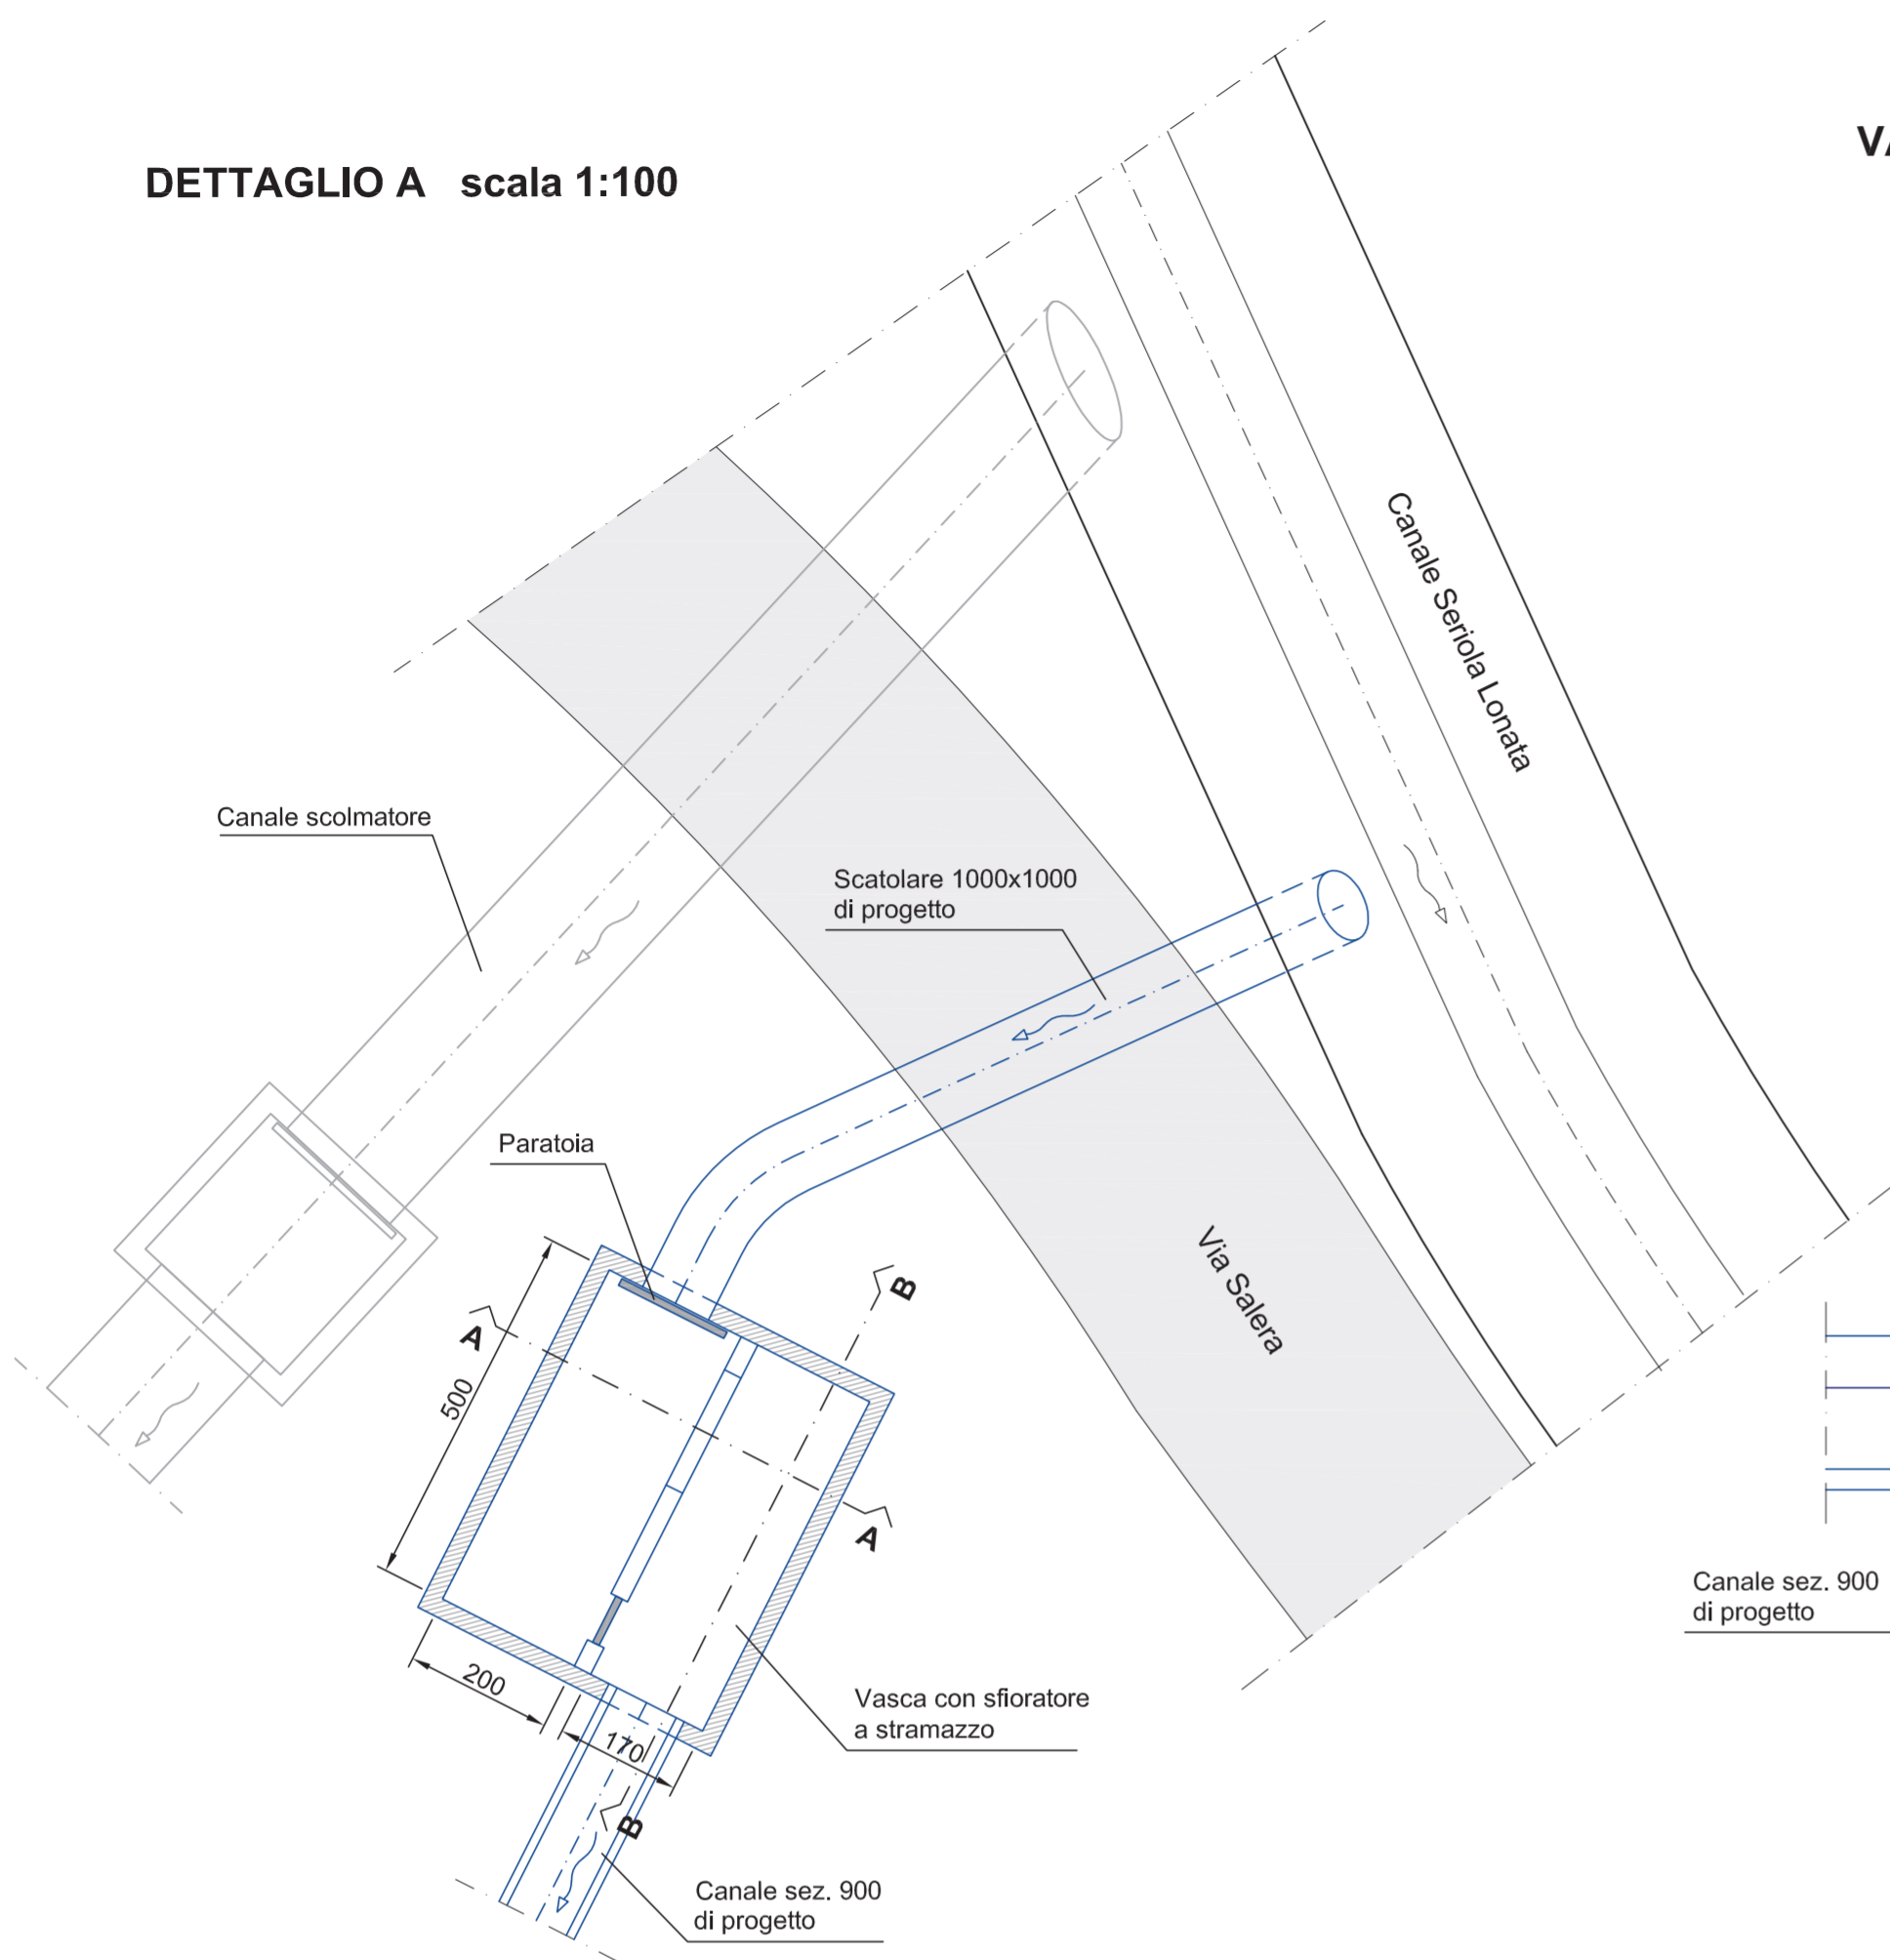 DETTAGLIO A scala 1:100
VA
Canale Seriola Lonata
Canale scolmatore
Scatolare 1000x1000
di progetto
Paratoia
B
A
Via Salera
500
A
Canale sez. 900
di progetto
200
Vasca con sfioratore
a stramazzo
170
B
Canale sez. 900
di progetto